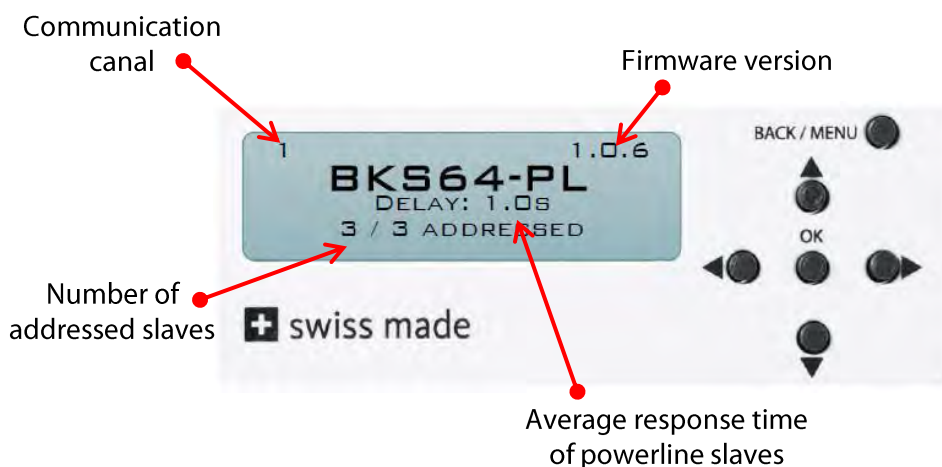 Communication
canal
Firmware version
BACK / MENU
1
1.0.6
BKS64-PL
DELAY: 1.0S
3 / 3 ADDRESSED
OK
Number of
addressed slaves
swiss made
Average response time
of powerline slaves